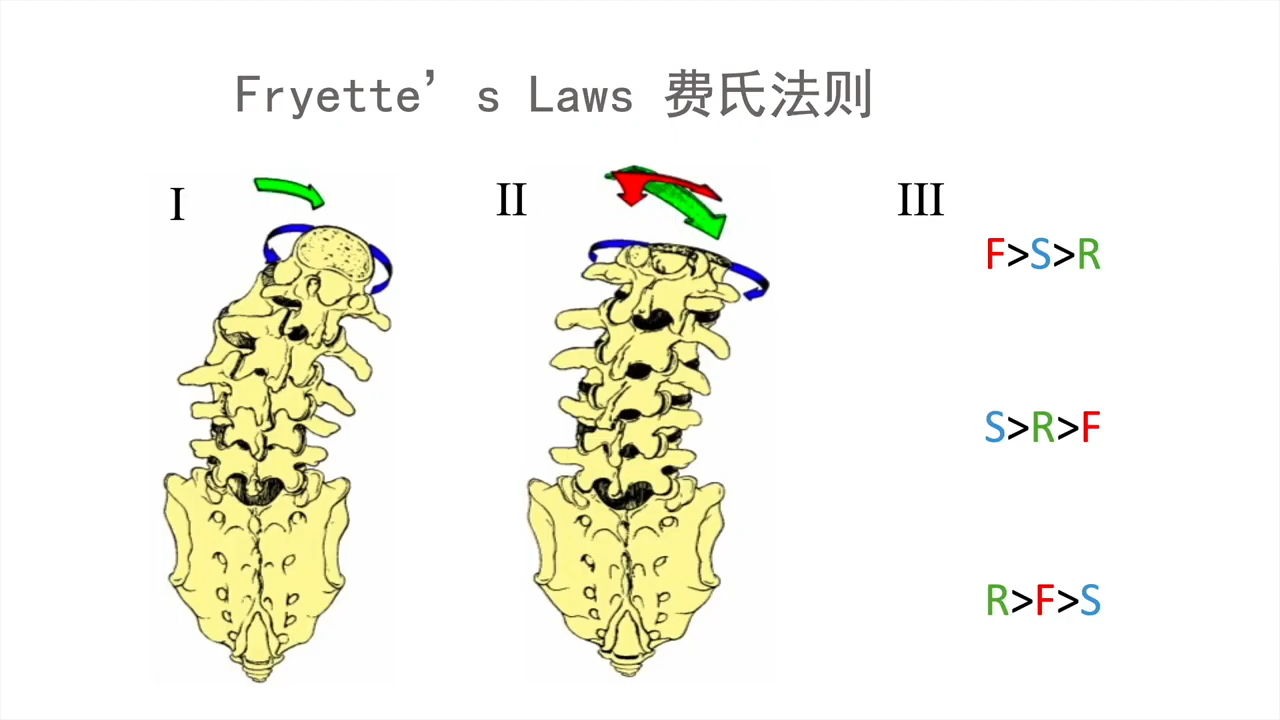 Fryette’s Laws 费氏法则
I
II
III
F>S>R
S>R>F
R>F>S